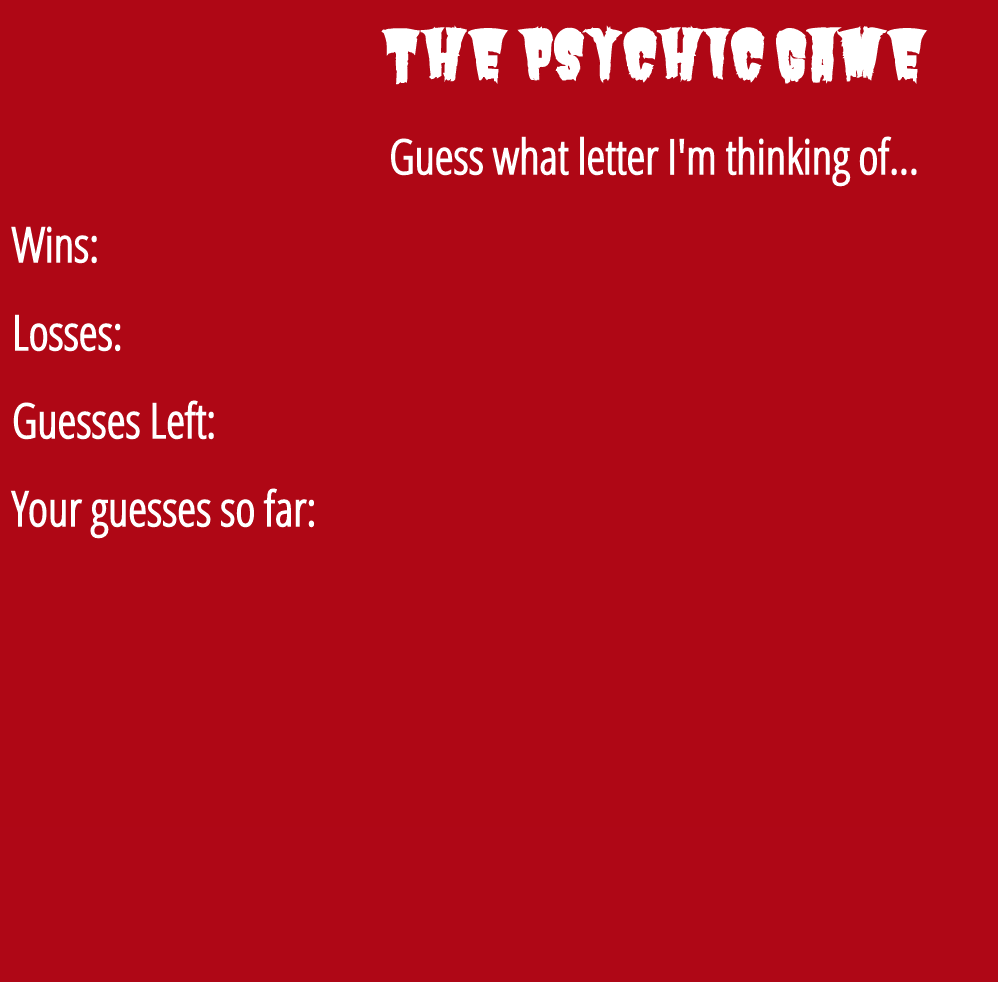 THE PSYCHIC GAME
Guess what letter I'm thinking of...
Wins:
Losses:
Guesses Left:
Your guesses so far: